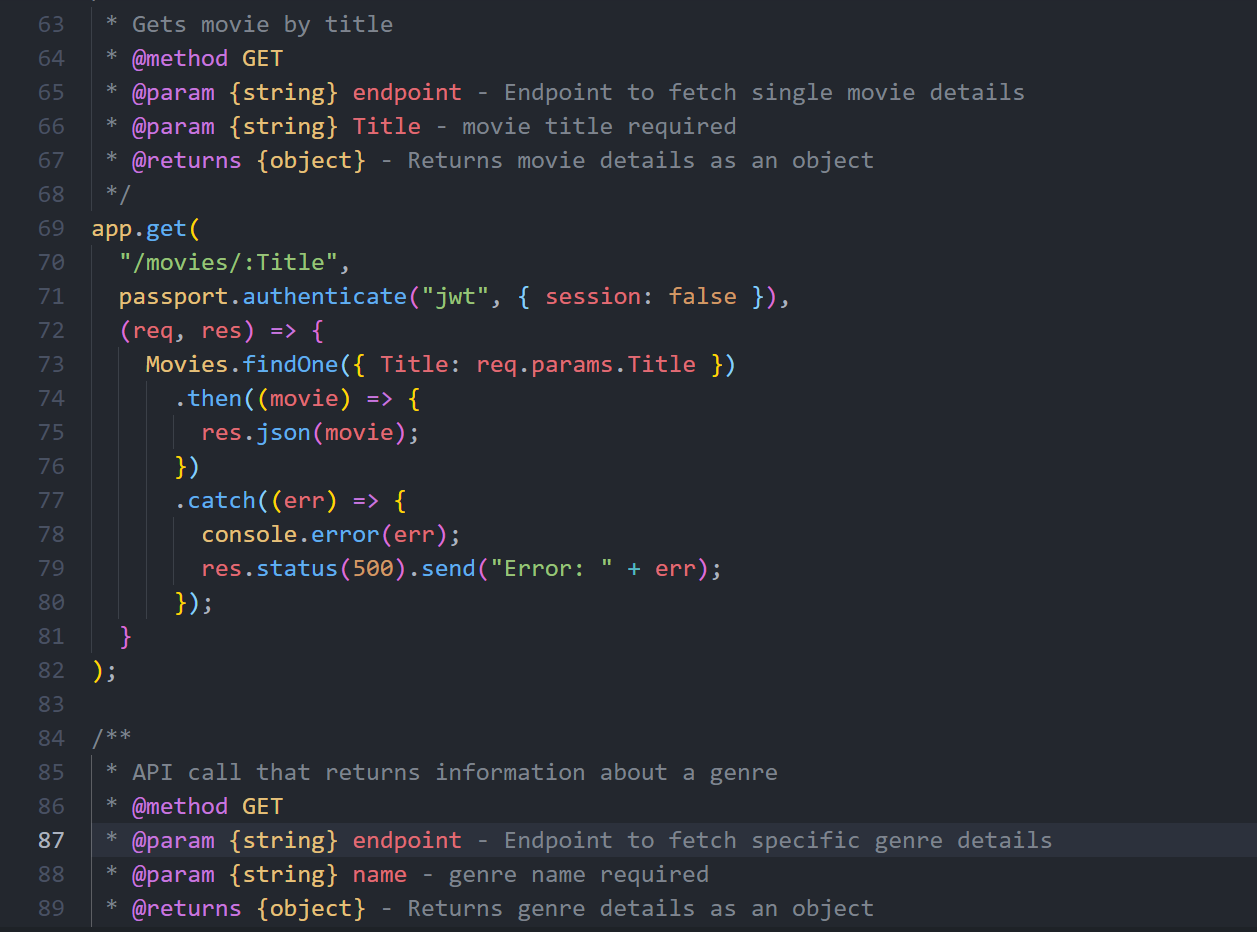 63 * Gets movie by title
64 * @method GET
65 * @param {string} endpoint - Endpoint to fetch single movie details
66 * @param {string} Title - movie title required
67 * @returns {object} - Returns movie details as an object
68 */
69 app.get(
70 "/movies/:Title",
71 passport.authenticate("jwt", { session: false }),
72 (req, res) => {
73 Movies.findOne({ Title: req.params.Title })
74 .then((movie) => {
75 res.json(movie);
76 })
77 .catch((err) => {
78 console.error(err);
79 res.status(500).send("Error: " + err);
80 });
81 }
82 );
83
84 /**
85 * API call that returns information about a genre
86 * @method GET
87 * @param {string} endpoint - Endpoint to fetch specific genre details
88 * @param {string} name - genre name required
89 * @returns {object} - Returns genre details as an object